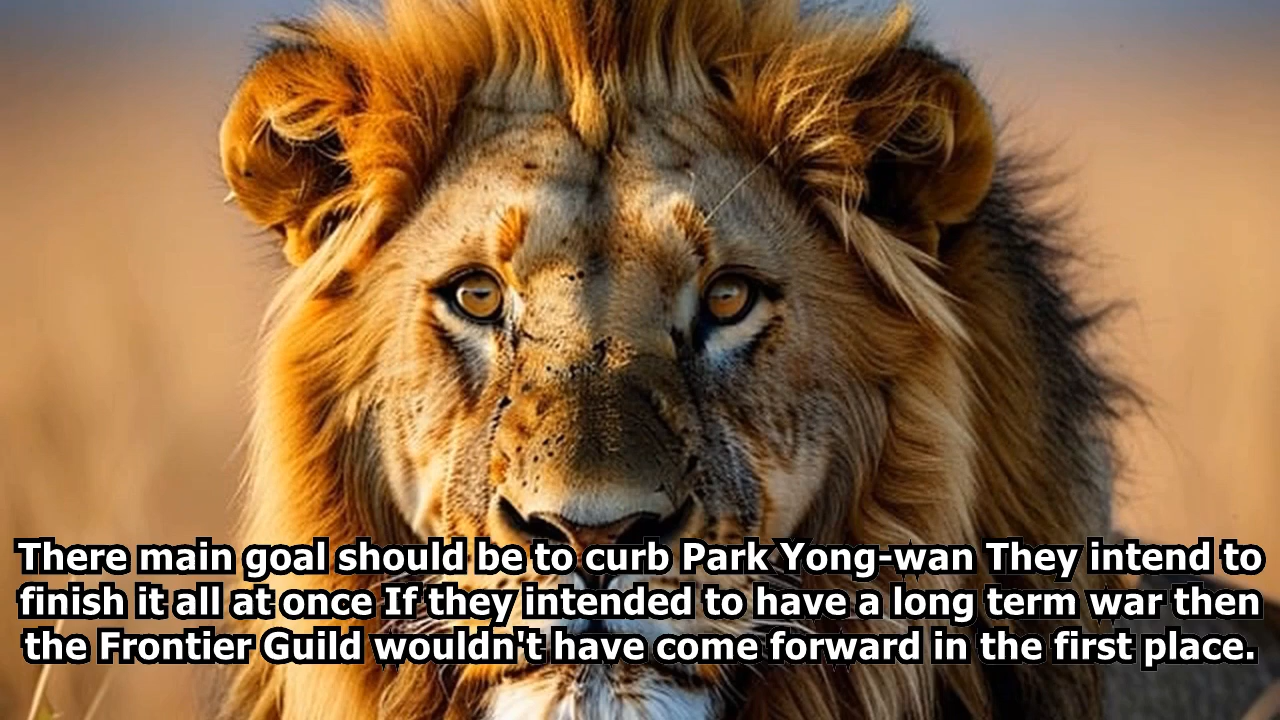 There main goal should be to curb Park Yong-wan They intend to
finish it all at once If they intended to have a long term war then
the Frontier Guild wouldn't have come forward in the first place.